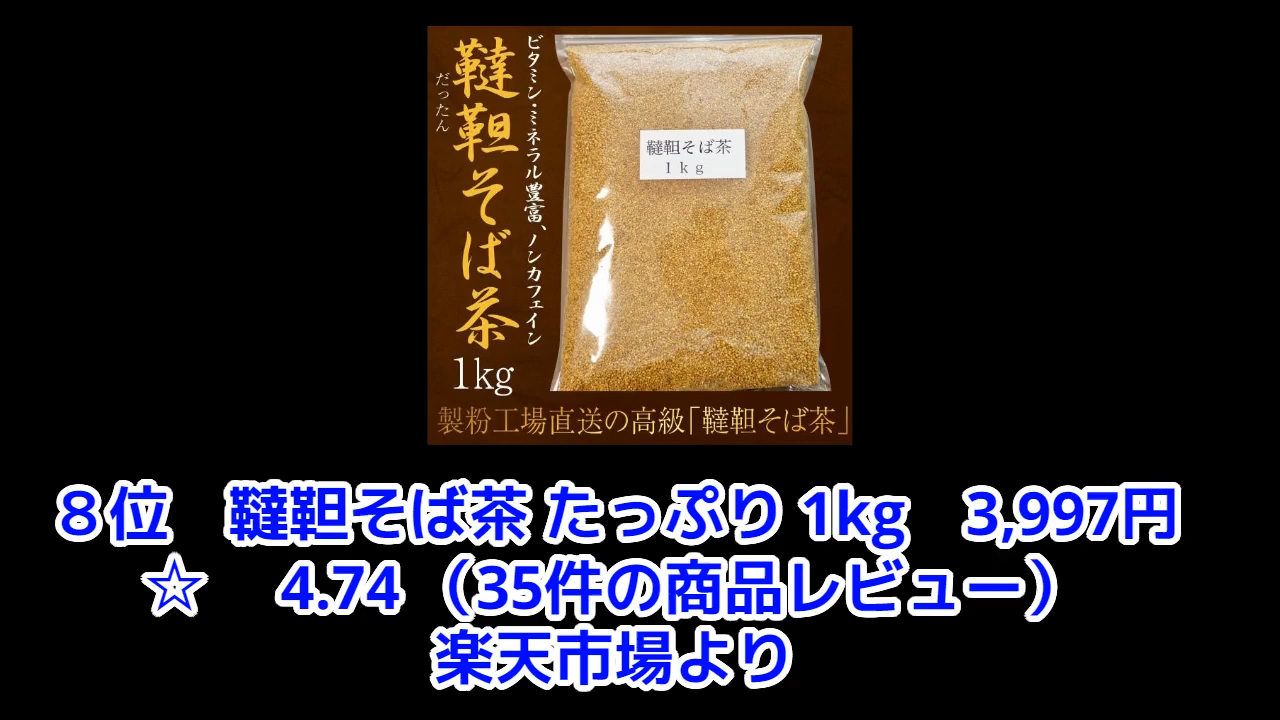 韃靼そば茶
だったん
ビタミン・ミネラル豊富、ノンカフェイン
1kg
韃靼そば茶
1kg
製粉工場直送の高級「韃靼そば茶」
８位　韃靼そば茶 たっぷり 1kg　3,997円
☆　4.74（35件の商品レビュー）
楽天市場より